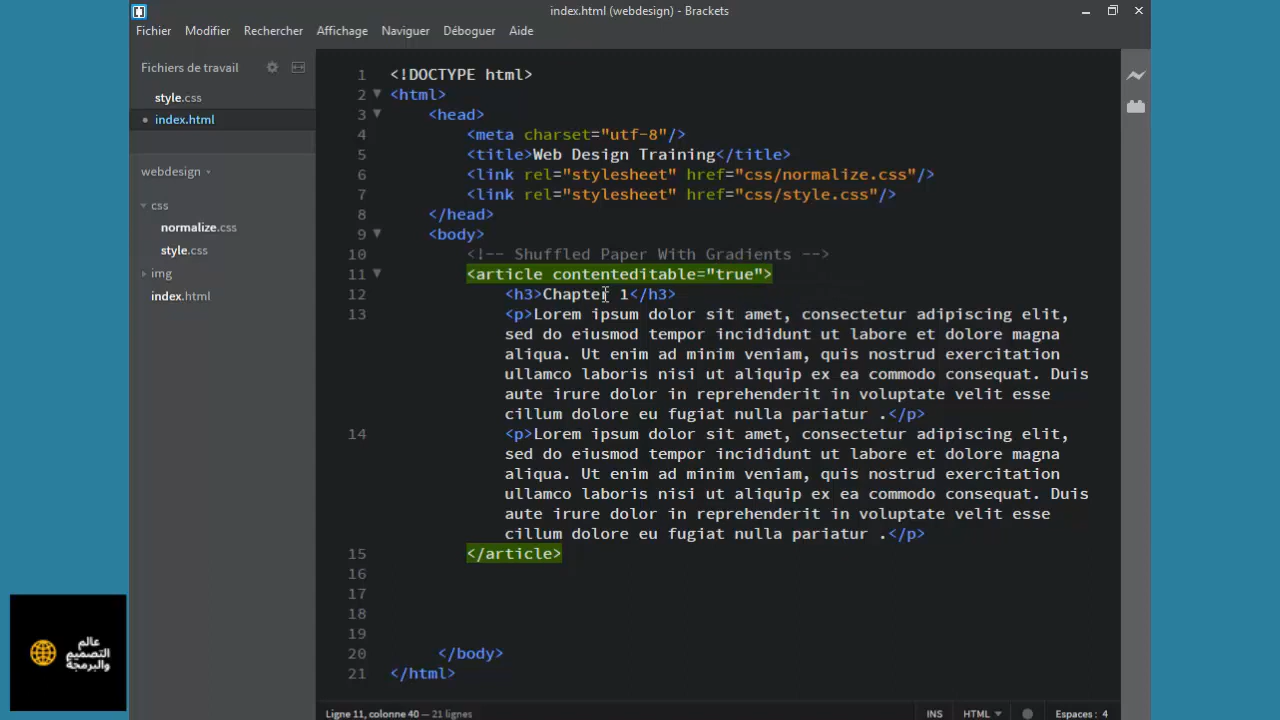 index.html (webdesign) - Brackets
Fichier Modifier Rechercher Affichage Naviguer Déboguer Aide
Fichiers de travail
style.css
• index.html
webdesign
css
normalize.css
style.css
img
index.html
1 <!DOCTYPE html>
2 <html>
3 <head>
4 <meta charset="utf-8"/>
5 <title>Web Design Training</title>
6 <link rel="stylesheet" href="css/normalize.css"/>
7 <link rel="stylesheet" href="css/style.css"/>
8 </head>
9 <body>
10 <!-- Shuffled Paper With Gradients -->
11 <article contenteditable="true">
12 <h3>Chapter 1</h3>
13 <p>Lorem ipsum dolor sit amet, consectetur adipiscing elit,
sed do eiusmod tempor incididunt ut labore et dolore magna
aliqua. Ut enim ad minim veniam, quis nostrud exercitation
ullamco laboris nisi ut aliquip ex ea commodo consequat. Duis
aute irure dolor in reprehenderit in voluptate velit esse
cillum dolore eu fugiat nulla pariatur .</p>
14 <p>Lorem ipsum dolor sit amet, consectetur adipiscing elit,
sed do eiusmod tempor incididunt ut labore et dolore magna
aliqua. Ut enim ad minim veniam, quis nostrud exercitation
ullamco laboris nisi ut aliquip ex ea commodo consequat. Duis
aute irure dolor in reprehenderit in voluptate velit esse
cillum dolore eu fugiat nulla pariatur .</p>
15 </article>
16
17
18
19
20 </body>
21 </html>
عالم
التصميم
والبرمجة
Ligne 11, colonne 40 — 21 lignes INS HTML Espaces: 4